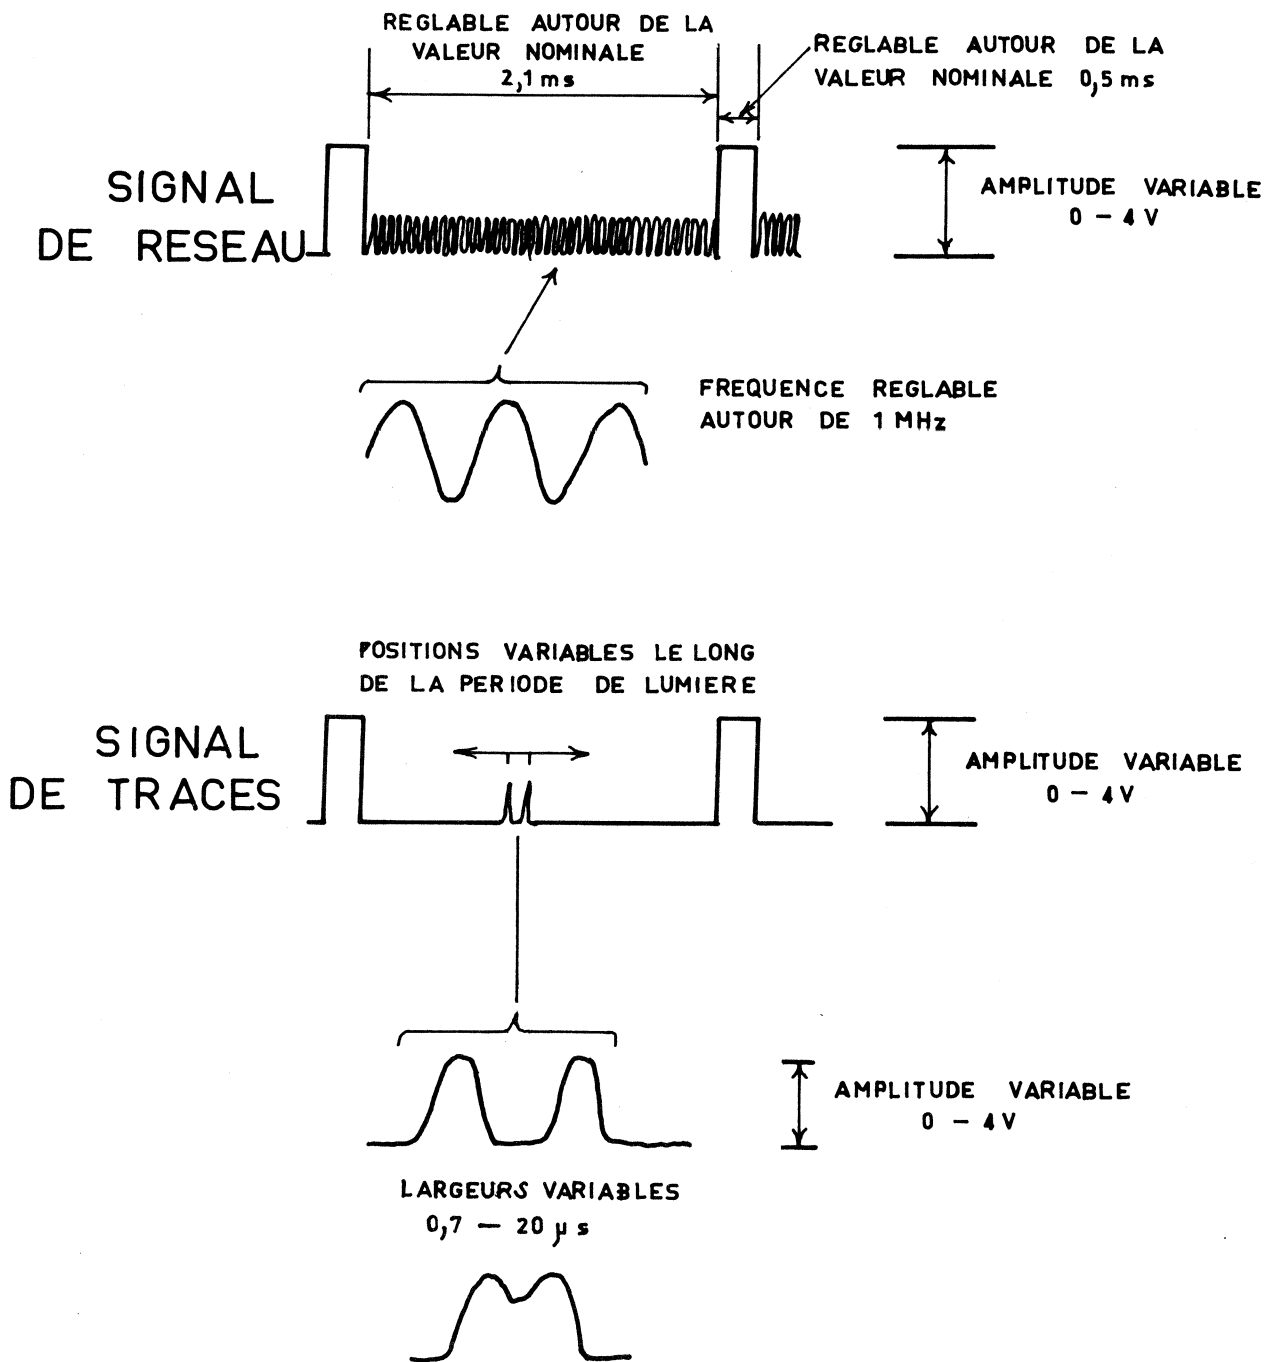 REGLABLE AUTOUR DE LA
VALEUR NOMINALE
2,1 ms
REGLABLE AUTOUR DE LA
VALEUR NOMINALE 0,5 ms
SIGNAL
DE RESEAU
AMPLITUDE VARIABLE
0 - 4 V
FREQUENCE REGLABLE
AUTOUR DE 1 MHz
POSITIONS VARIABLES LE LONG
DE LA PERIODE DE LUMIERE
SIGNAL
DE TRACES
AMPLITUDE VARIABLE
0 - 4 V
AMPLITUDE VARIABLE
0 - 4 V
LARGEURS VARIABLES
0,7 - 20 µs